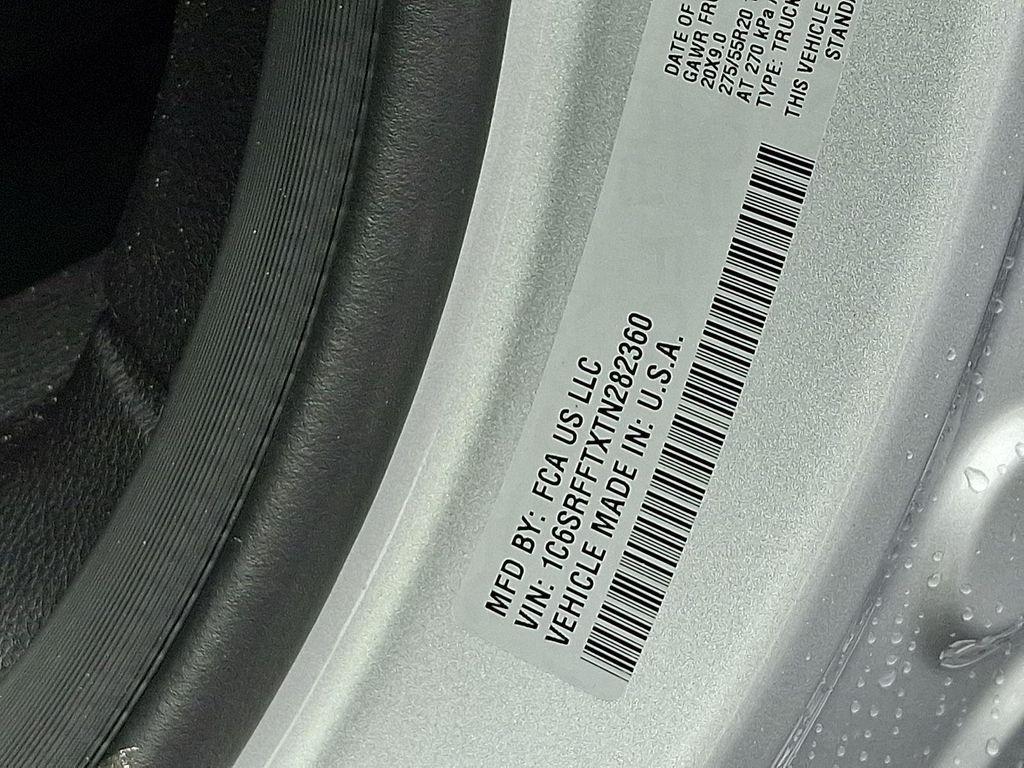 MFD BY: FCA US LLC
VIN: 1C6SRFFTXTN282360
VEHICLE MADE IN: U.S.A.
DATE OF
GAWR FR
20X9.0
275/55R20
AT 270 kPa
TYPE: TRUCK
THIS VEHICLE
STANDA